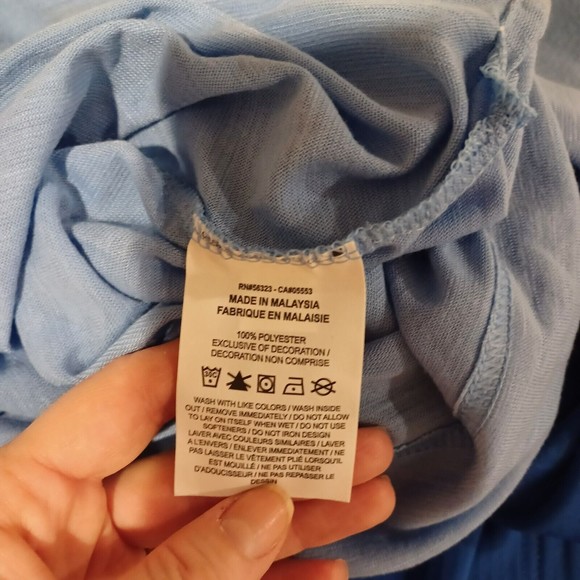 RN#56323 - CA#05553
MADE IN MALAYSIA
FABRIQUE EN MALAISIE
100% POLYESTER
EXCLUSIVE OF DECORATION /
DECORATION NON COMPRISE
WASH WITH LIKE COLORS / WASH INSIDE
OUT / REMOVE IMMEDIATELY / DO NOT ALLOW
TO LAY ON ITSELF WHEN WET / DO NOT USE
SOFTENERS / DO NOT IRON DESIGN
LAVER AVEC COULEURS SIMILAIRES / LAVER
A L'ENVERS / ENLEVER IMMEDIATEMENT / NE
PAS LAISSER LE VÊTEMENT PLIÉ LORSQU'IL
EST MOUILLÉ / NE PAS UTILISER
D'ADOUCISSEUR / NE PAS REPASSER LE
DESSIN